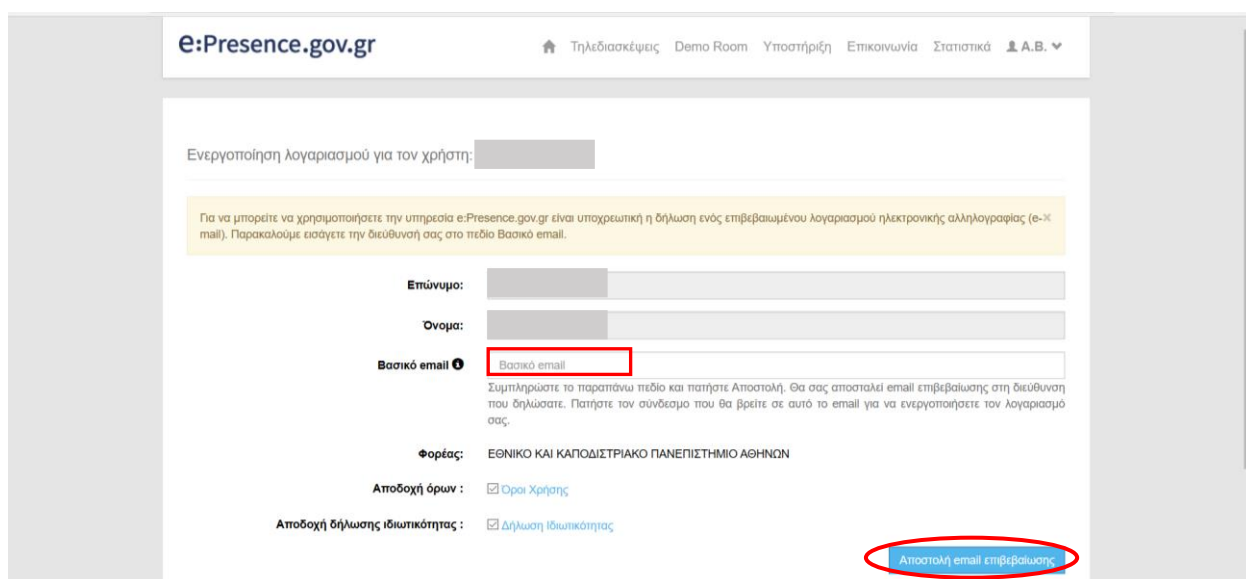 e:Presence.gov.gr
Τηλεδιασκέψεις Demo Room Υποστήριξη Επικοινωνία Στατιστικά A.B.
Ενεργοποίηση λογαριασμού για τον χρήστη:
Για να μπορείτε να χρησιμοποιήσετε την υπηρεσία e:Presence.gov.gr είναι υποχρεωτική η δήλωση ενός επιβεβαιωμένου λογαριασμού ηλεκτρονικής αλληλογραφίας (e- ×
mail). Παρακαλούμε εισάγετε την διεύθυνσή σας στο πεδίο Βασικό email.
Επώνυμο:
Όνομα:
Βασικό email Βασικό email
Συμπληρώστε το παραπάνω πεδίο και πατήστε Αποστολή. Θα σας αποσταλεί email επιβεβαίωσης στη διεύθυνση
που δηλώσατε. Πατήστε τον σύνδεσμο που θα βρείτε σε αυτό το email για να ενεργοποιήσετε τον λογαριασμό
σας.
Φορέας: ΕΘΝΙΚΟ ΚΑΙ ΚΑΠΟΔΙΣΤΡΙΑΚΟ ΠΑΝΕΠΙΣΤΗΜΙΟ ΑΘΗΝΩΝ
Αποδοχή όρων : Όροι Χρήσης
Αποδοχή δήλωσης ιδιωτικότητας : Δήλωση Ιδιωτικότητας
Αποστολή email επιβεβαίωσης